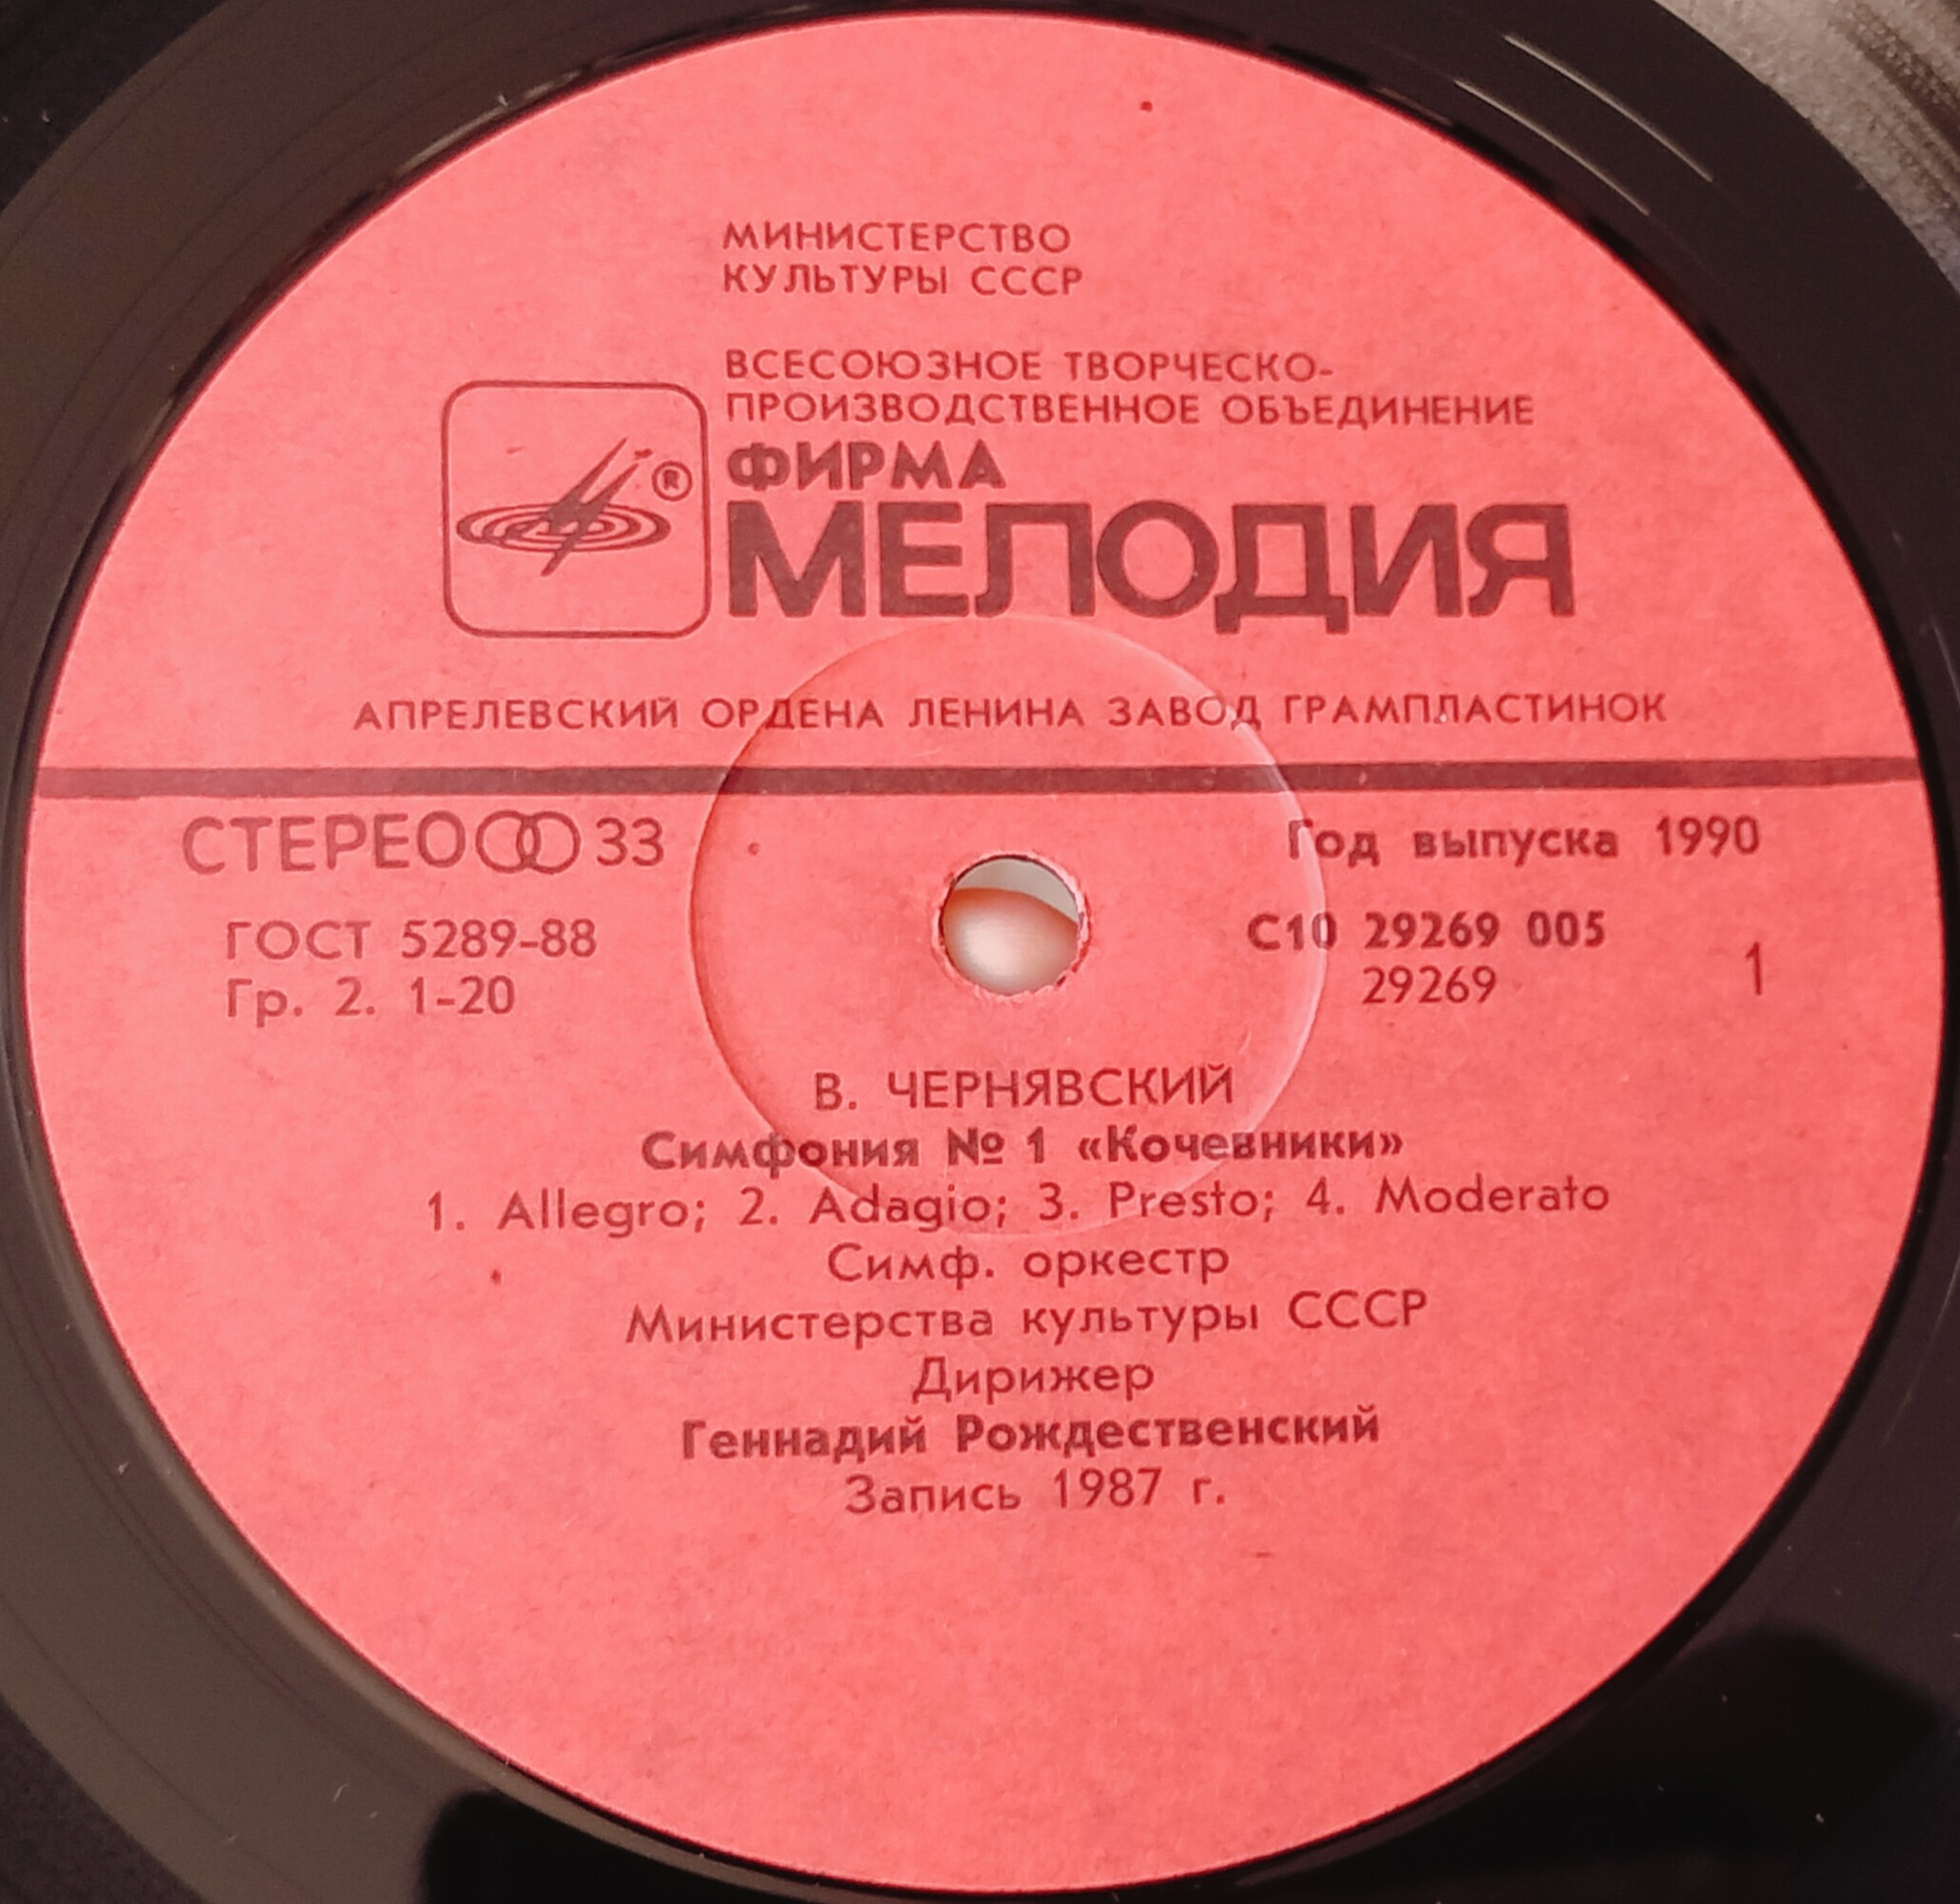 МИНИСТЕРСТВО
КУЛЬТУРЫ СССР
ВСЕСОЮЗНОЕ ТВОРЧЕСКО-
ПРОИЗВОДСТВЕННОЕ ОБЪЕДИНЕНИЕ
ФИРМА
®
МЕЛОДИЯ
АПРЕЛЕВСКИЙ ОРДЕНА ЛЕНИНА ЗАВОД ГРАМПЛАСТИНОК
СТЕРЕО 33
Год выпуска 1990
ГОСТ 5289-88
С10 29269 005
Гр. 2. 1-20
29269
1
В. ЧЕРНЯВСКИЙ
Симфония № 1 «Кочевники»
1. Allegro; 2. Adagio; 3. Presto; 4. Moderato
Симф. оркестр
Министерства культуры СССР
Дирижер
Геннадий Рождественский
Запись 1987 г.